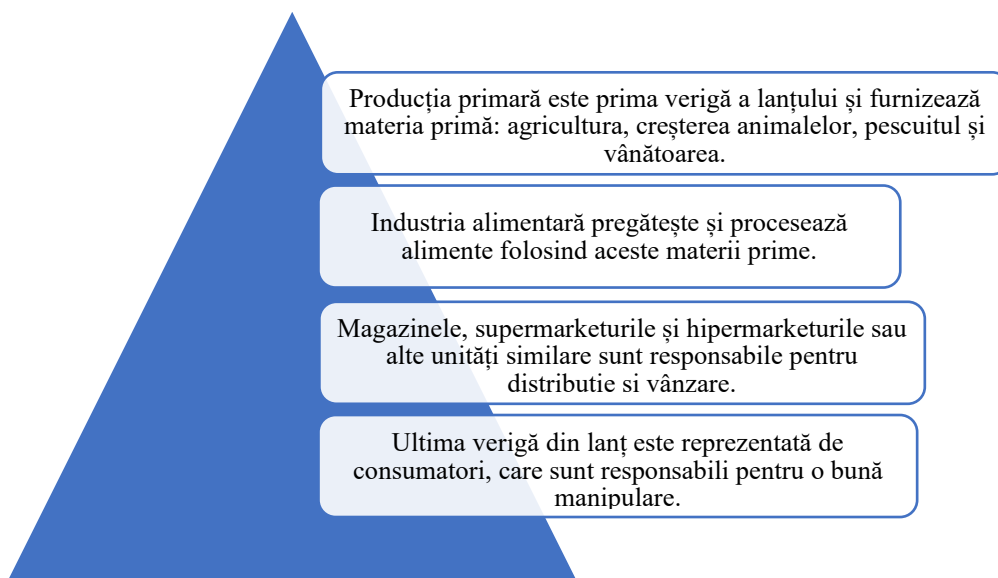 Producția primară este prima verigă a lanțului și furnizează
materia primă: agricultura, creșterea animalelor, pescuitul și
vânătoarea.
Industria alimentară pregătește și procesează
alimente folosind aceste materii prime.
Magazinele, supermarketurile și hipermarketurile sau
alte unități similare sunt responsabile pentru
distributie si vânzare.
Ultima verigă din lanț este reprezentată de
consumatori, care sunt responsabili pentru o bună
manipulare.